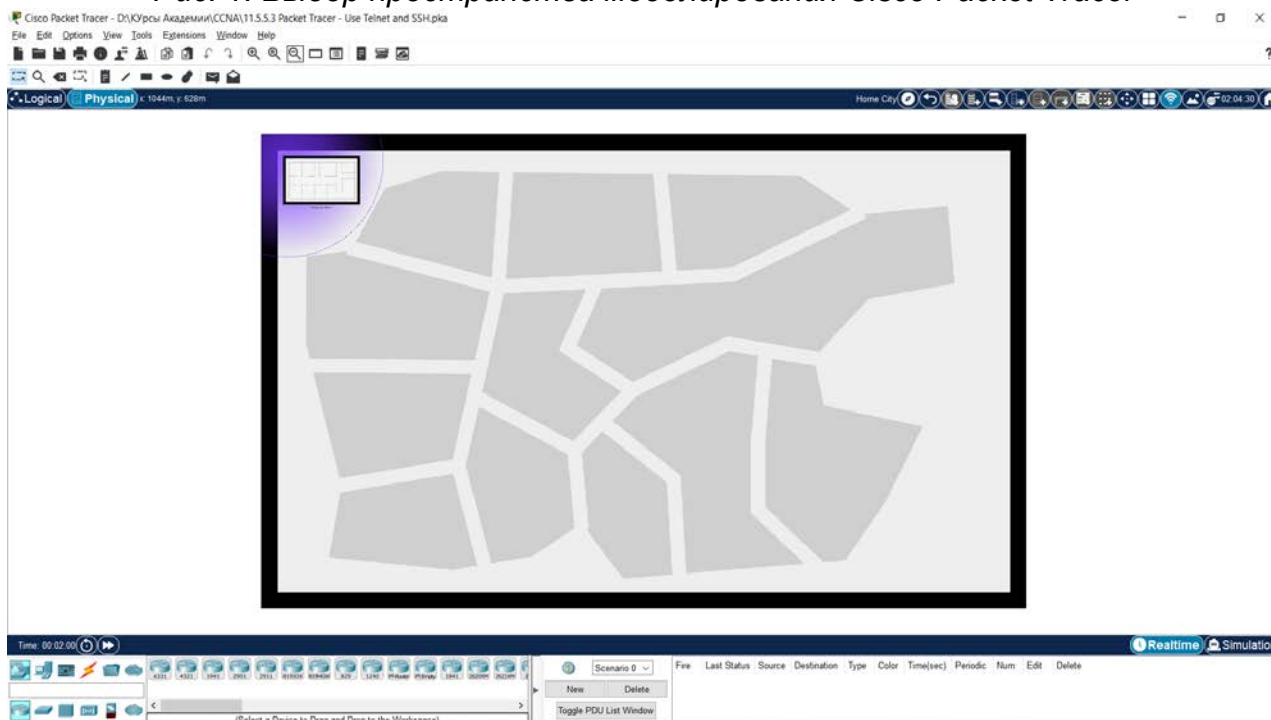 Рис. 1. Выбор пространства моделирования Cisco Packet Tracer
Cisco Packet Tracer - D:\КУрсы Академии\CCNA\11.5.5.3 Packet Tracer - Use Telnet and SSH.pka
File Edit Options View Tools Extensions Window Help
?
Logical Physical x: 1044m, y: 628m Home City 02:04:30
Time: 00:02:00 Realtime Simulation
4331 4321 1941 2901 2911 819IOX 819HGW 829 1240 PT-Router PT-Empty 1941 2620XM 2621XM
Scenario 0 Fire Last Status Source Destination Type Color Time(sec) Periodic Num Edit Delete
New Delete
Toggle PDU List Window
(Select a Device to Drag and Drop to the Workspace)